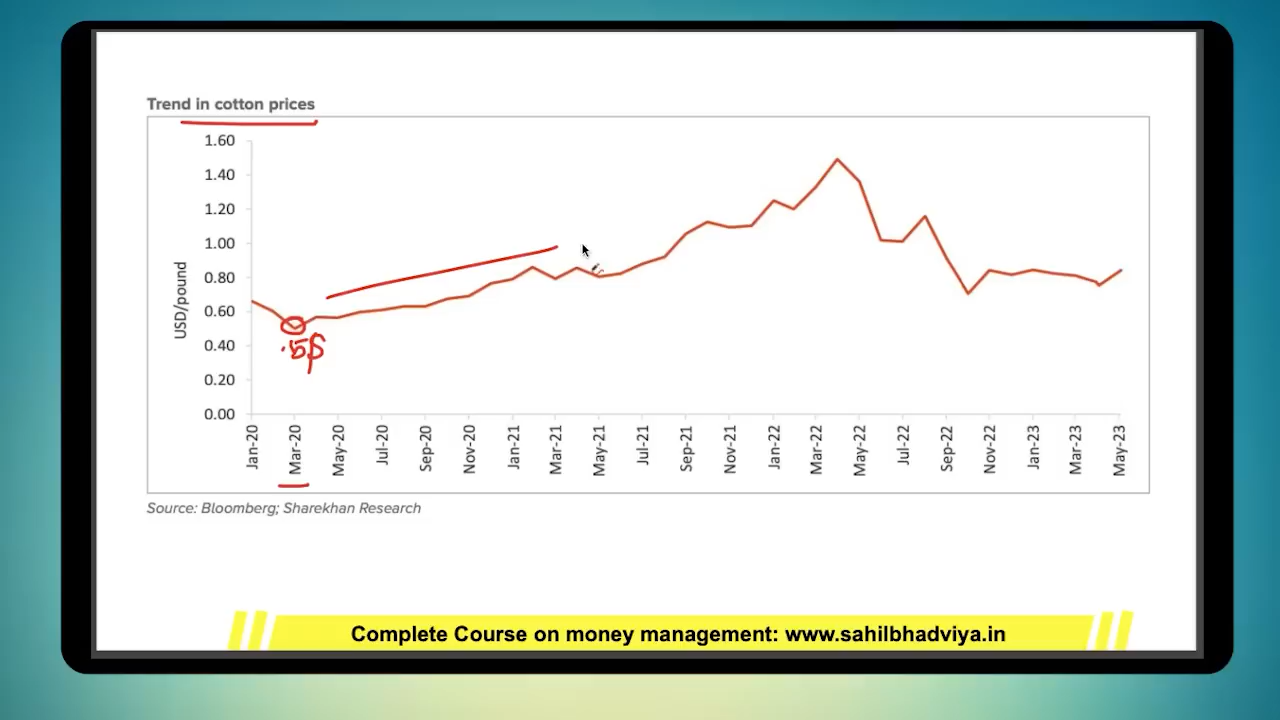 Trend in cotton prices
1.60
1.40
1.20
1.00
0.80
0.60
0.40
0.20
0.00
USD/pound
.5$
Jan-20 Mar-20 May-20 Jul-20 Sep-20 Nov-20 Jan-21 Mar-21 May-21 Jul-21 Sep-21 Nov-21 Jan-22 Mar-22 May-22 Jul-22 Sep-22 Nov-22 Jan-23 Mar-23 May-23
Source: Bloomberg; Sharekhan Research
Complete Course on money management: www.sahilbhadviya.in